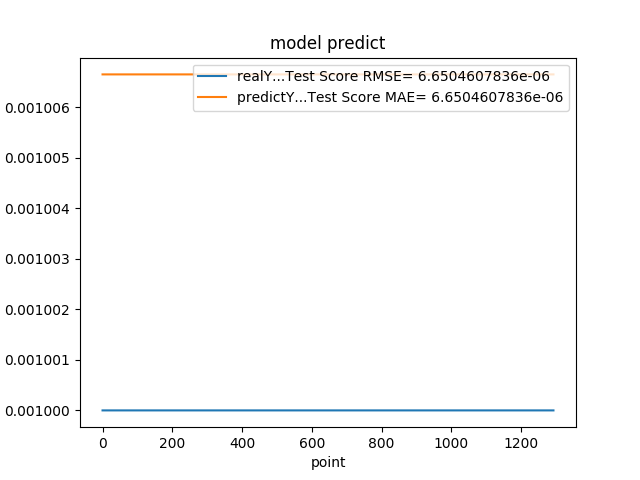 model predict
realY...Test Score RMSE= 6.6504607836e-06
predictY...Test Score MAE= 6.6504607836e-06
0.001006
0.001005
0.001004
0.001003
0.001002
0.001001
0.001000
0 200 400 600 800 1000 1200
point